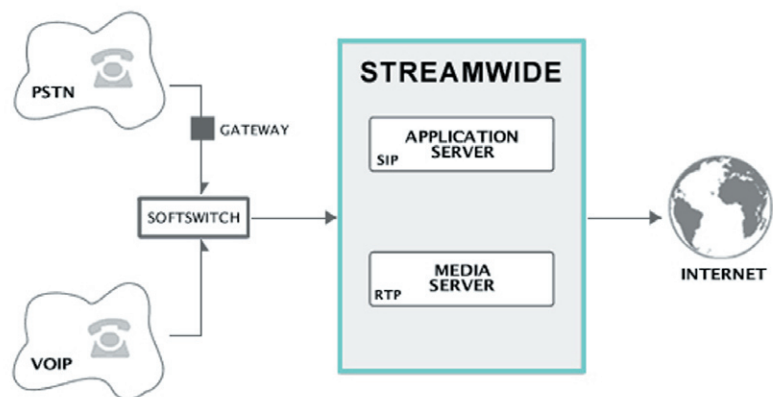 PSTN
GATEWAY
SOFTSWITCH
VOIP
STREAMWIDE
APPLICATION
SERVER
SIP
MEDIA
SERVER
RTP
INTERNET